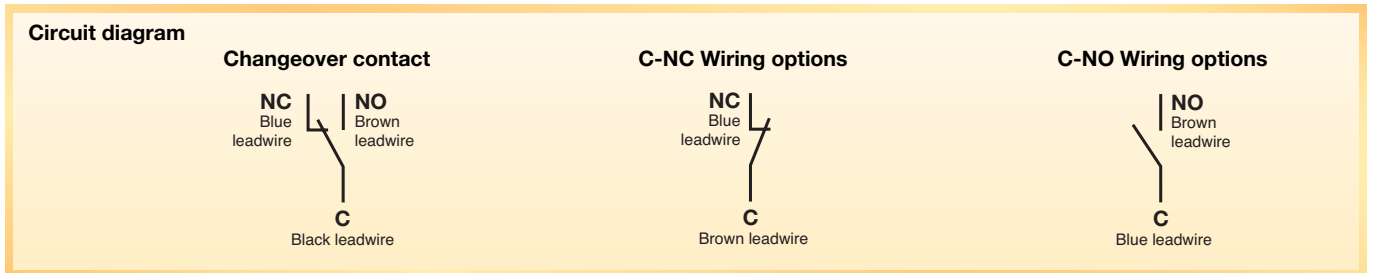 Circuit diagram
Changeover contact
NC
Blue
leadwire
NO
Brown
leadwire
C
Black leadwire
C-NC Wiring options
NC
Blue
leadwire
C
Brown leadwire
C-NO Wiring options
NO
Brown
leadwire
C
Blue leadwire